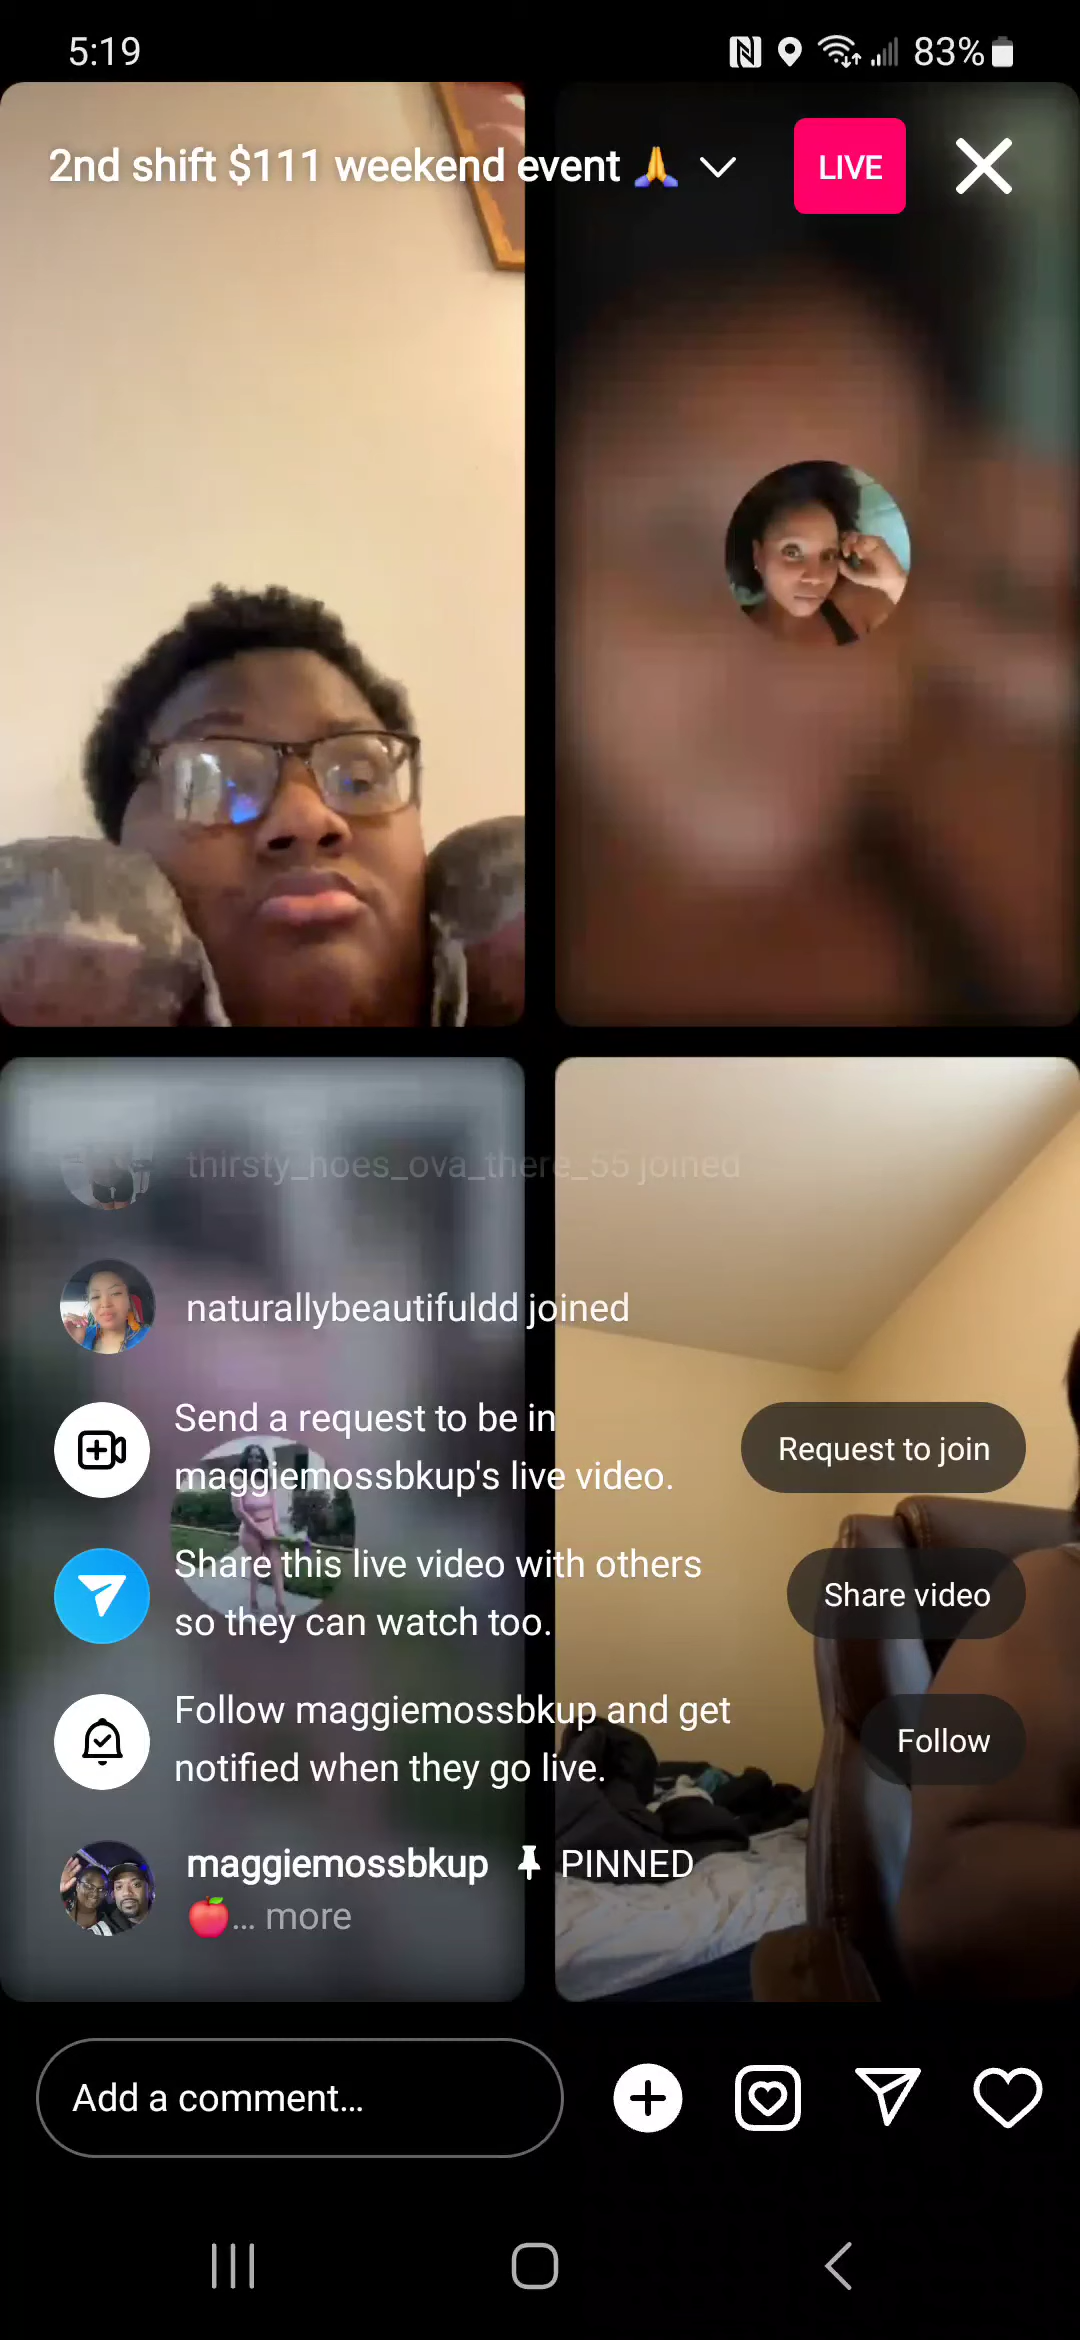 5:19
83%
2nd shift $111 weekend event 🙏
LIVE
thirsty_hoes_ova_there_55 joined
naturallybeautifuldd joined
Send a request to be in
maggiemossbkup's live video.
Request to join
Share this live video with others
so they can watch too.
Share video
Follow maggiemossbkup and get
notified when they go live.
Follow
maggiemossbkup PINNED
🍎... more
Add a comment...